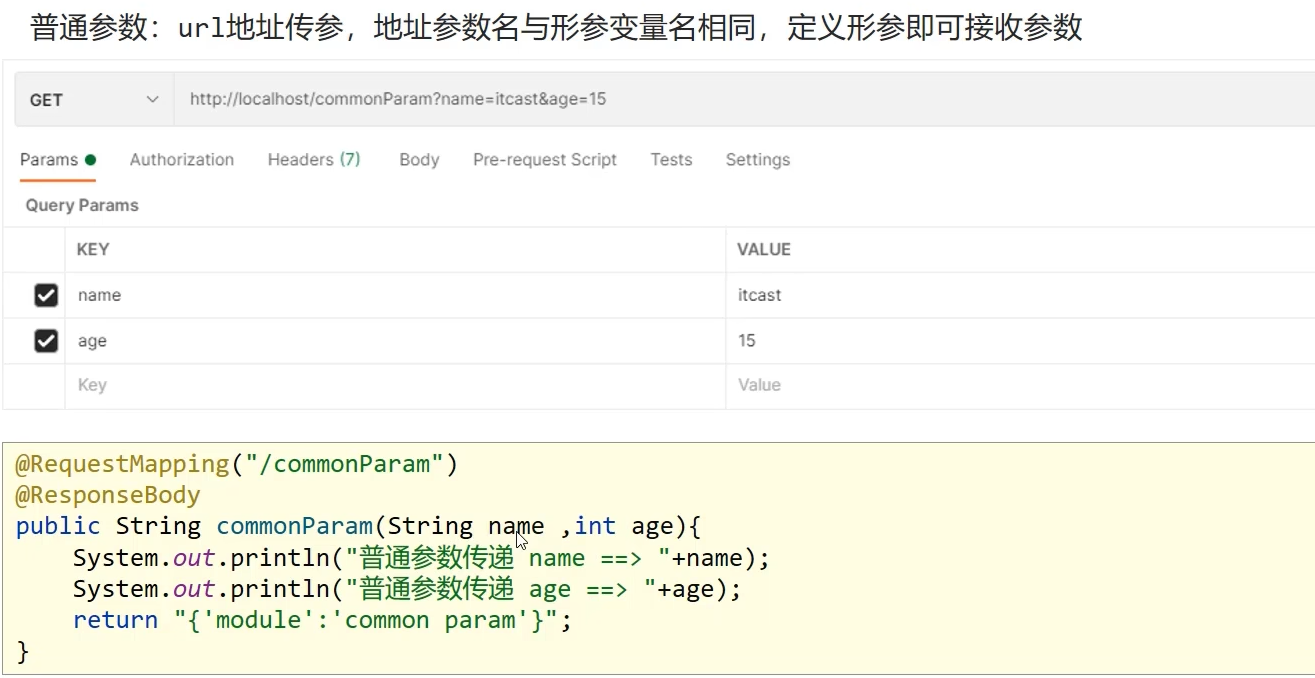 普通参数：url地址传参，地址参数名与形参变量名相同，定义形参即可接收参数
GET http://localhost/commonParam?name=itcast&age=15
Params Authorization Headers (7) Body Pre-request Script Tests Settings
Query Params
KEY VALUE
name itcast
age 15
Key Value
@RequestMapping("/commonParam")
@ResponseBody
public String commonParam(String name ,int age){
    System.out.println("普通参数传递 name ==> "+name);
    System.out.println("普通参数传递 age ==> "+age);
    return "{'module':'common param'}";
}